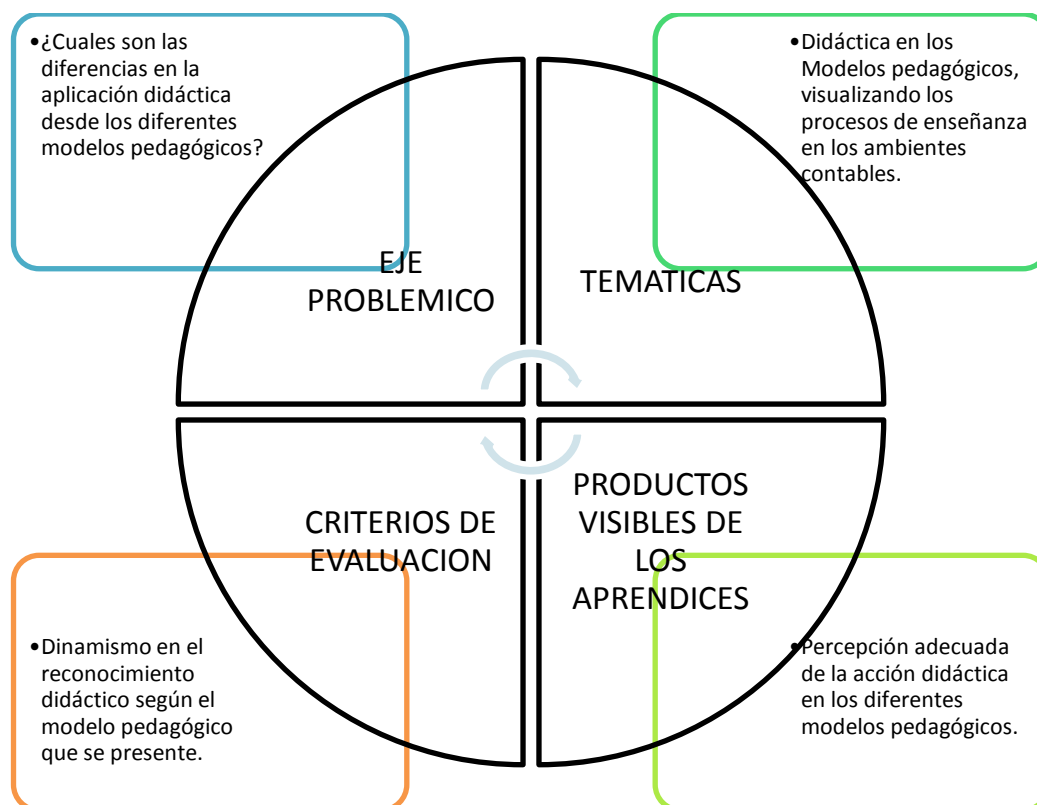 •¿Cuales son las
diferencias en la
aplicación didáctica
desde los diferentes
modelos pedagógicos?
•Didáctica en los
Modelos pedagógicos,
visualizando los
procesos de enseñanza
en los ambientes
contables.
EJE
PROBLEMICO
TEMATICAS
CRITERIOS DE
EVALUACION
PRODUCTOS
VISIBLES DE
LOS
APRENDICES
•Dinamismo en el
reconocimiento
didáctico según el
modelo pedagógico
que se presente.
•Percepción adecuada
de la acción didáctica
en los diferentes
modelos pedagógicos.